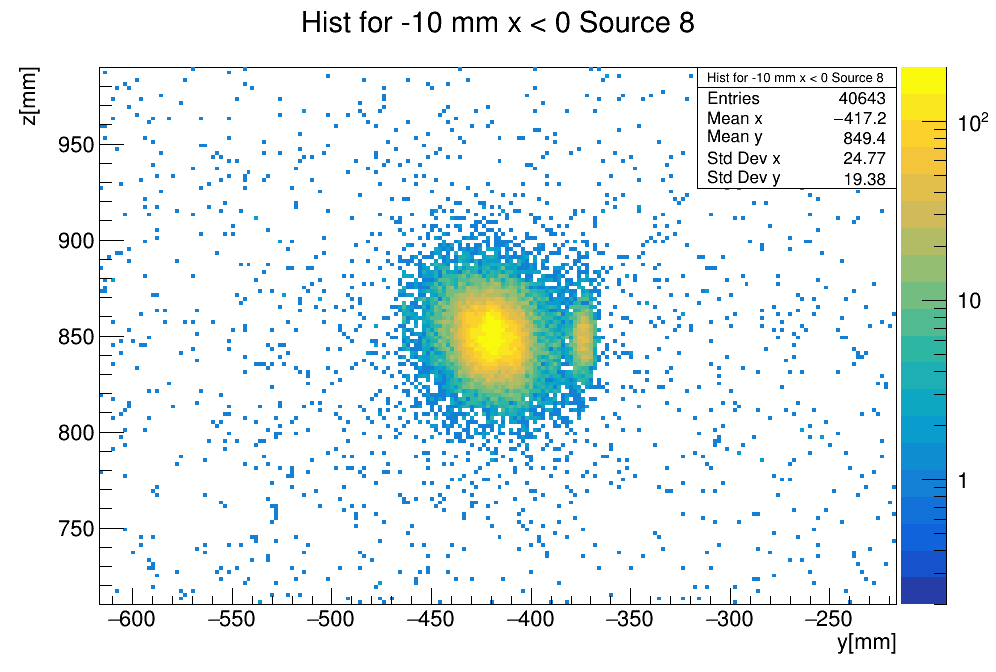 Hist for -10 mm x < 0 Source 8
z[mm]
Hist for -10 mm x < 0 Source 8
Entries 40643
Mean x −417.2
Mean y 849.4
Std Dev x 24.77
Std Dev y 19.38
950
900
850
800
750
10²
10
1
−600 −550 −500 −450 −400 −350 −300 −250
y[mm]